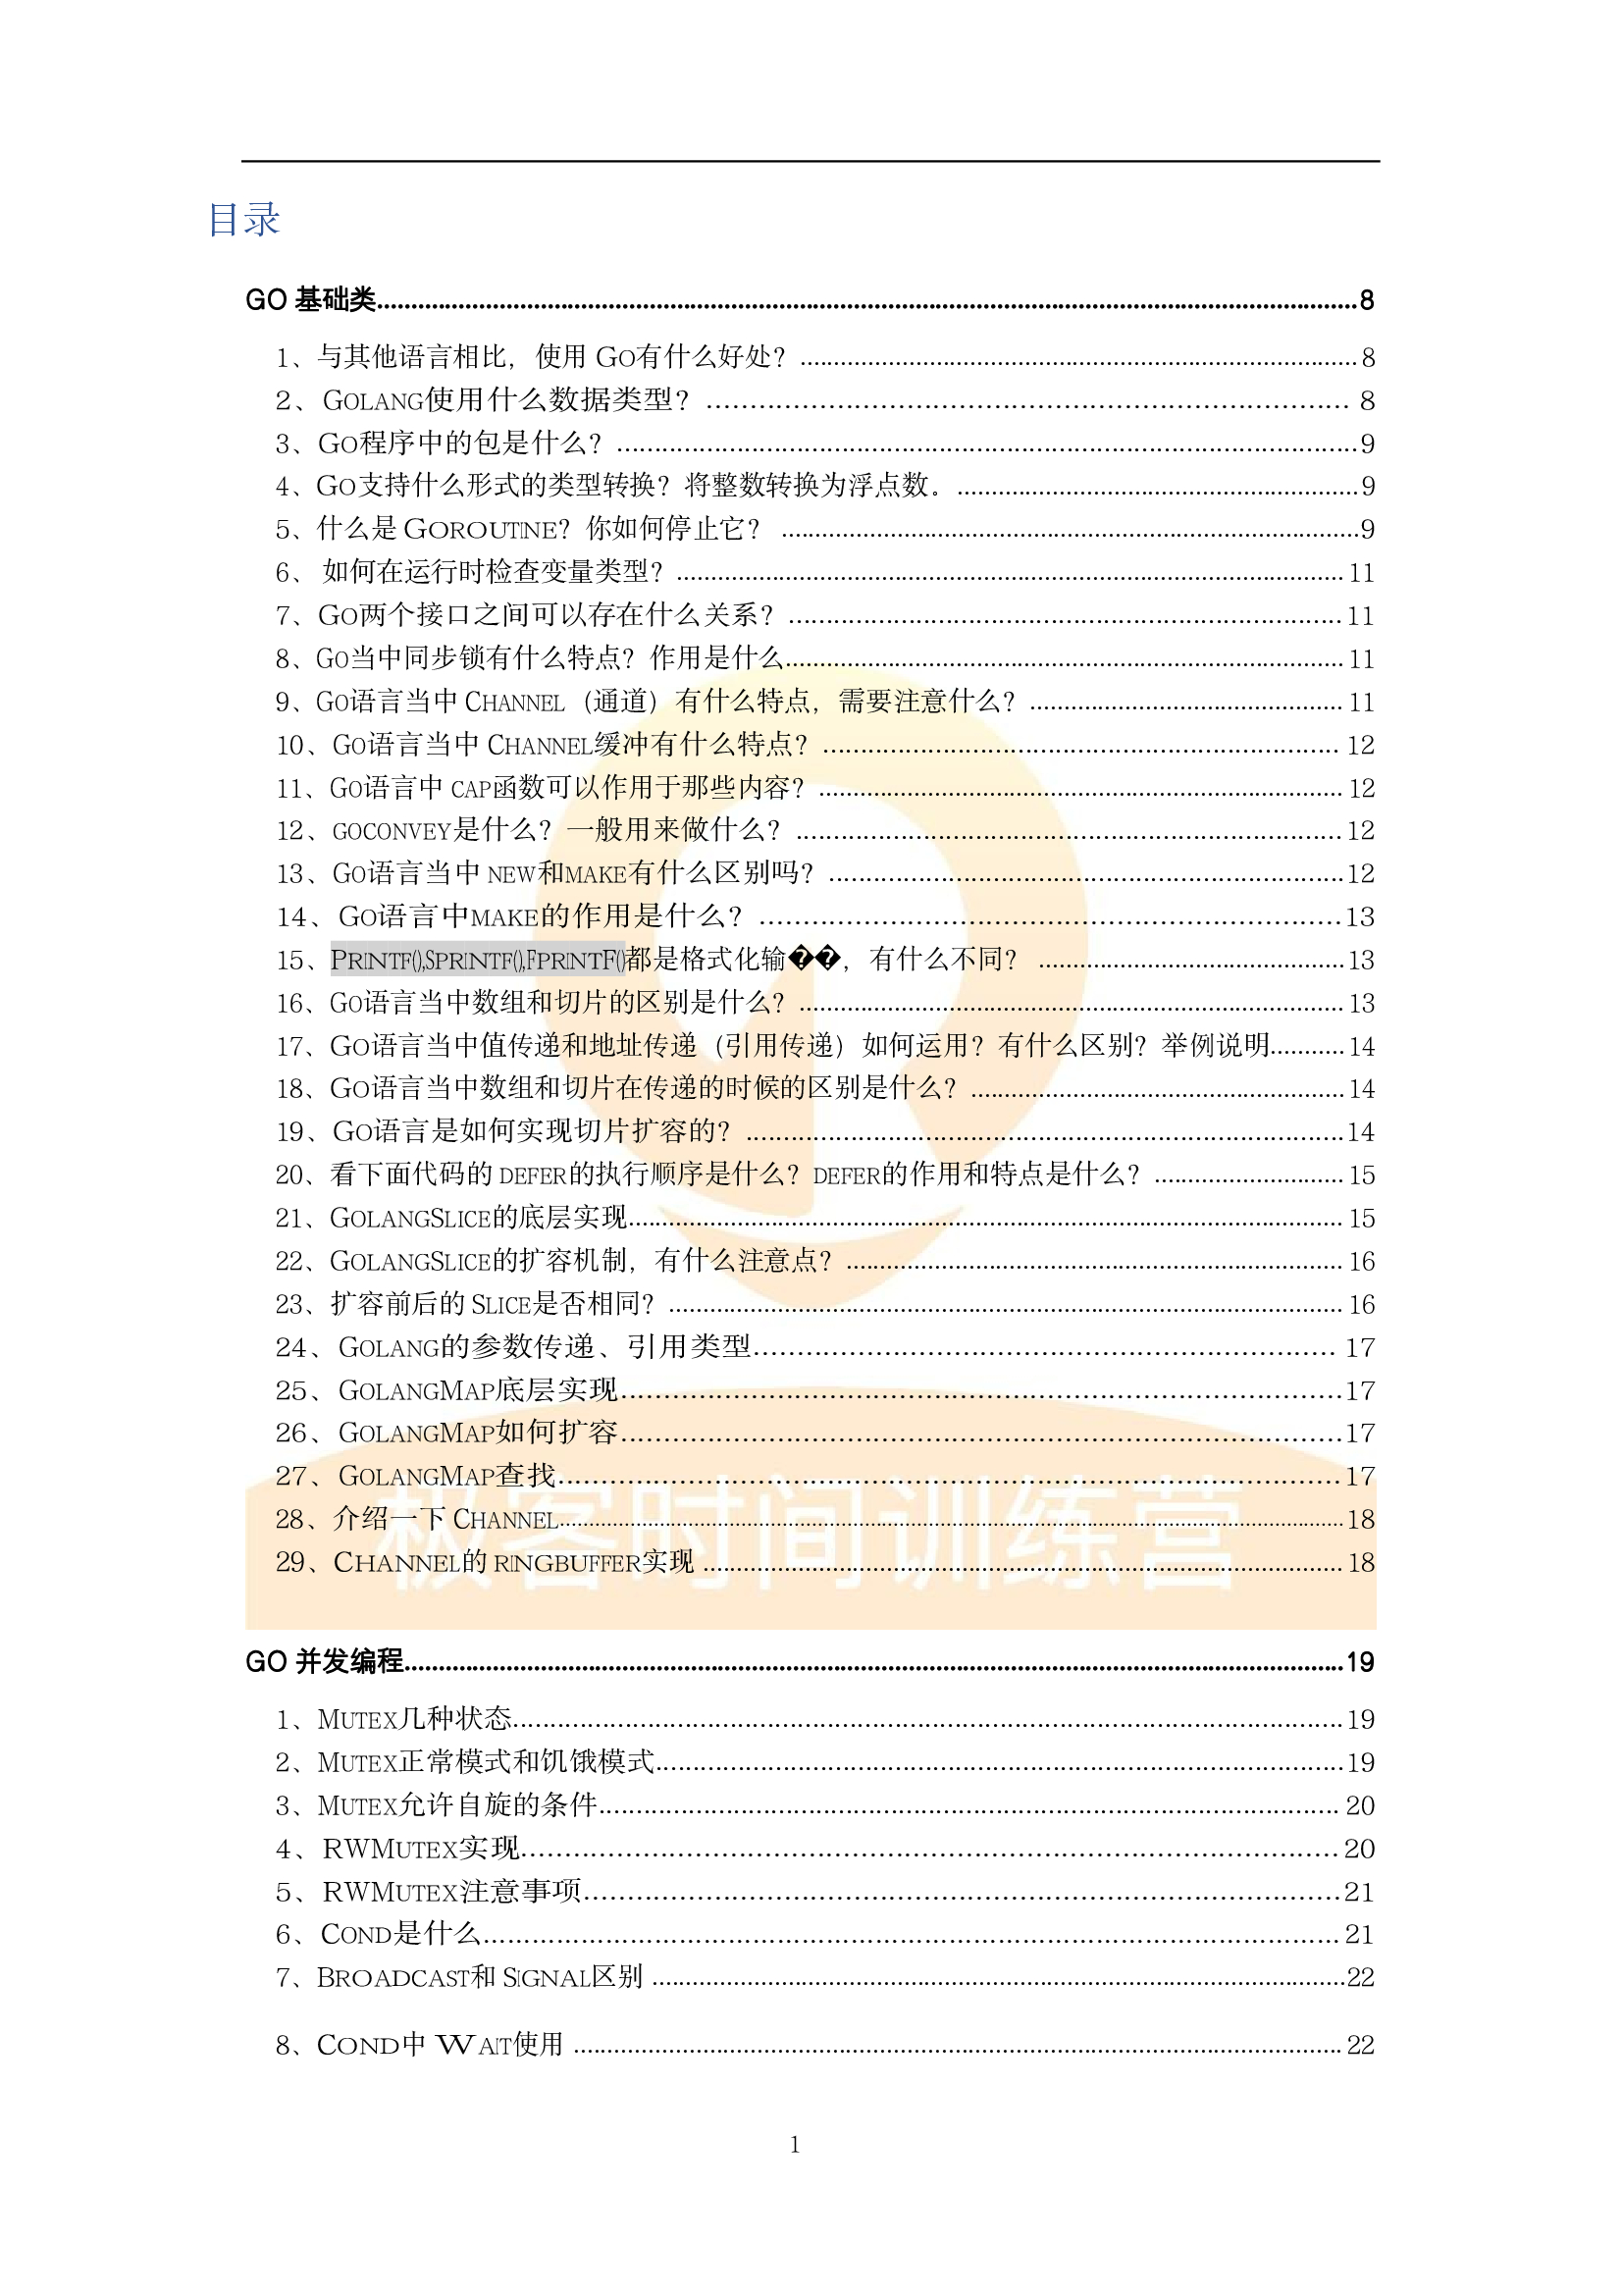 目录
GO 基础类........8
1、与其他语言相比，使用 GO有什么好处？........8
2、GOLANG使用什么数据类型？........8
3、GO程序中的包是什么？........9
4、GO支持什么形式的类型转换？将整数转换为浮点数。........9
5、什么是GOROUTINE？你如何停止它？........9
6、 如何在运行时检查变量类型？........11
7、GO两个接口之间可以存在什么关系？........11
8、GO当中同步锁有什么特点？作用是什么........11
9、GO语言当中 CHANNEL（通道）有什么特点，需要注意什么？........11
10、GO语言当中 CHANNEL缓冲有什么特点？........12
11、GO语言中 CAP函数可以作用于那些内容？........12
12、GOCONVEY是什么？一般用来做什么？........12
13、GO语言当中 NEW和MAKE有什么区别吗？........12
14、GO语言中MAKE的作用是什么？........13
15、PRINTF(),SPRINTF(),FPRINTF()都是格式化输��，有什么不同？........13
16、GO语言当中数组和切片的区别是什么？........13
17、GO语言当中值传递和地址传递（引用传递）如何运用？有什么区别？举例说明........14
18、GO语言当中数组和切片在传递的时候的区别是什么？........14
19、GO语言是如何实现切片扩容的？........14
20、看下面代码的 DEFER的执行顺序是什么？DEFER的作用和特点是什么？........15
21、GOLANGSLICE的底层实现........15
22、GOLANGSLICE的扩容机制，有什么注意点？........16
23、扩容前后的 SLICE是否相同？........16
24、GOLANG的参数传递、引用类型........17
25、GOLANGMAP底层实现........17
26、GOLANGMAP如何扩容........17
27、GOLANGMAP查找........17
28、介绍一下 CHANNEL........18
29、CHANNEL的 RINGBUFFER实现........18
极客时间训练营
GO 并发编程........19
1、MUTEX几种状态........19
2、MUTEX正常模式和饥饿模式........19
3、MUTEX允许自旋的条件........20
4、RWMUTEX实现........20
5、RWMUTEX注意事项........21
6、COND是什么........21
7、BROADCAST和 SIGNAL区别........22
8、COND中 WAIT使用........22
1